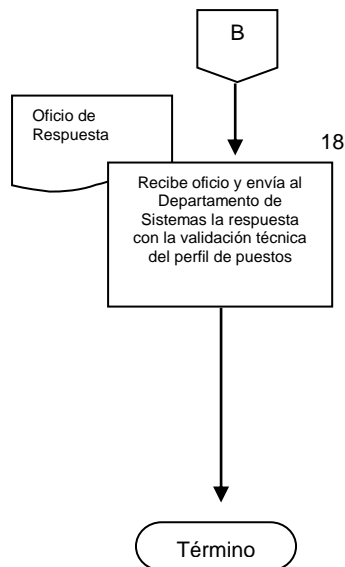 B
Oficio de
Respuesta
18
Recibe oficio y envía al
Departamento de
Sistemas la respuesta
con la validación técnica
del perfil de puestos
Término